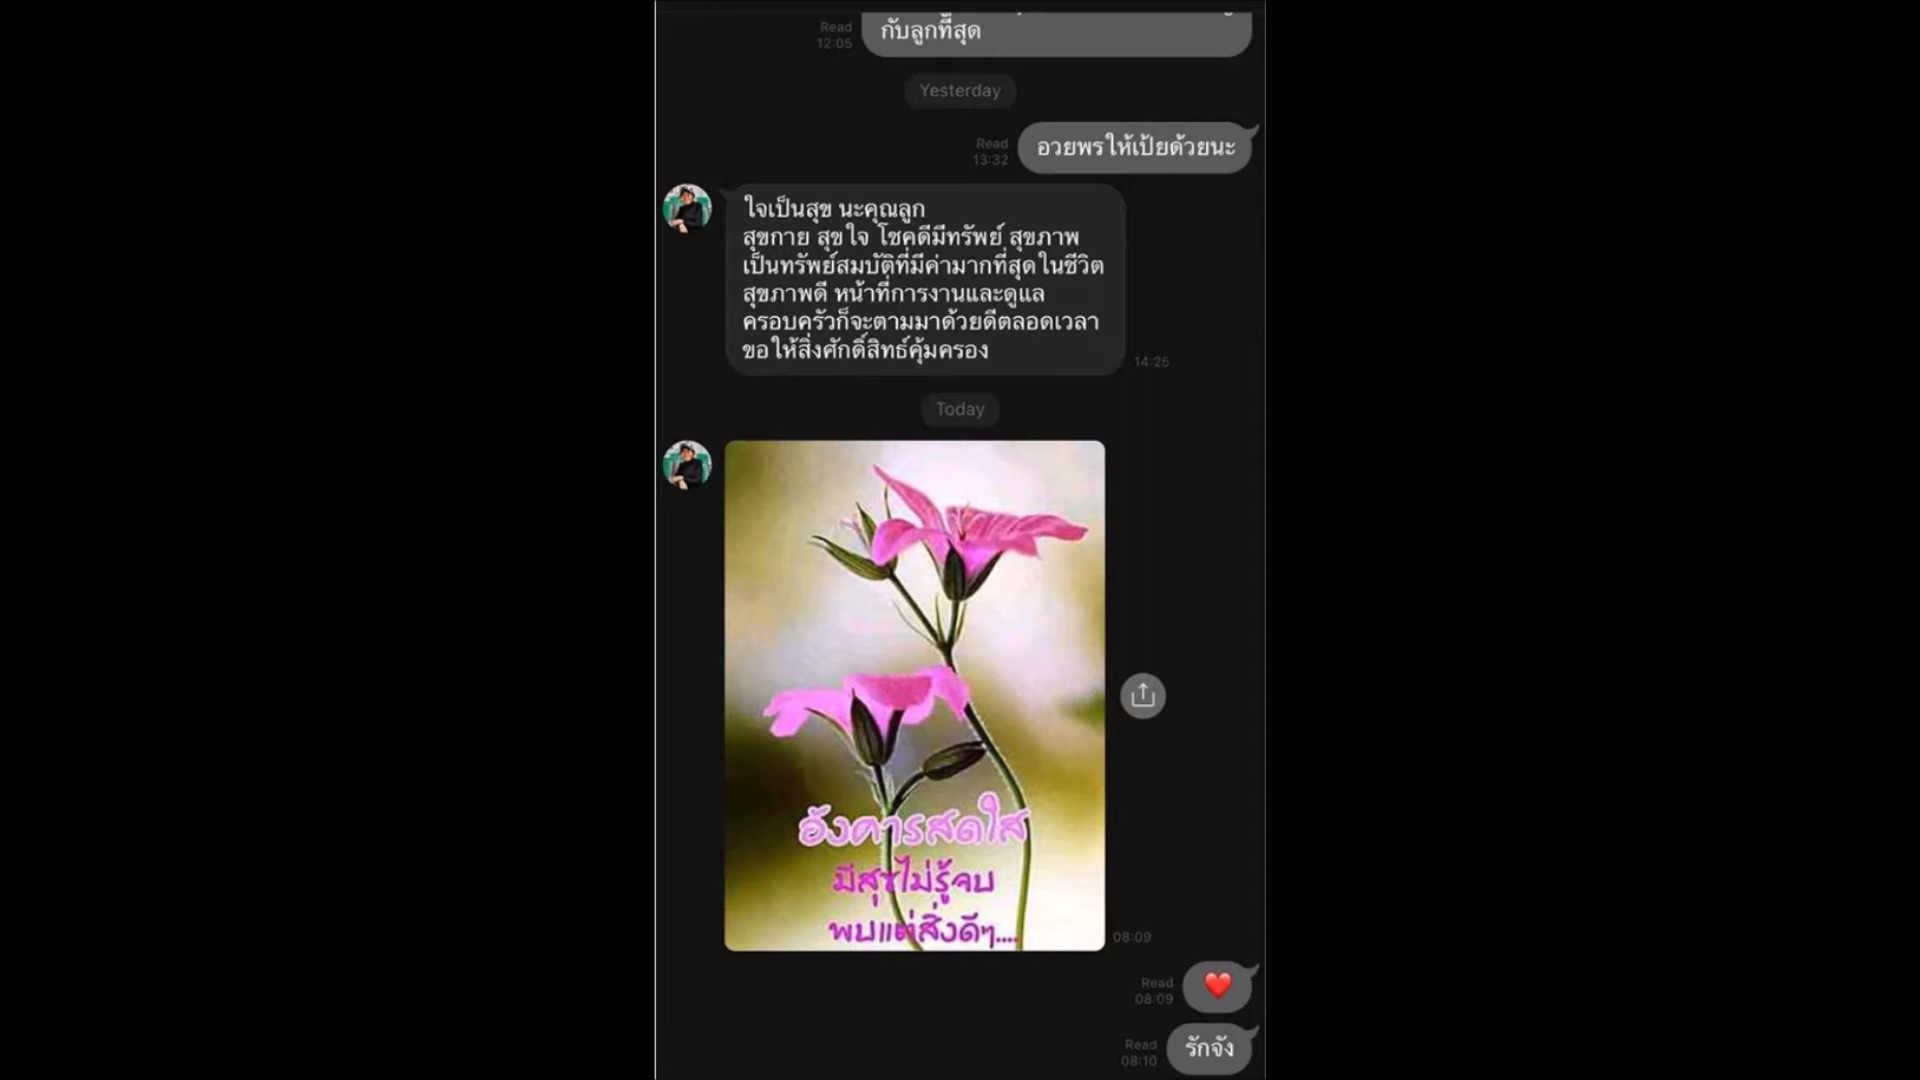 กับลูกที่สุด
Read
12:05
Yesterday
อวยพรให้เป้ยด้วยนะ
Read
13:32
ใจเป็นสุข นะคุณลูก
สุขกาย สุขใจ โชคดีมีทรัพย์ สุขภาพ
เป็นทรัพย์สมบัติที่มีค่ามากที่สุดในชีวิต
สุขภาพดี หน้าที่การงานและดูแล
ครอบครัวก็จะตามมาด้วยดีตลอดเวลา
ขอให้สิ่งศักดิ์สิทธ์คุ้มครอง
14:25
Today
อังคารสดใส
มีสุขไม่รู้จบ
พบแต่สิ่งดีๆ....
08:09
❤️
Read
08:09
รักจัง
Read
08:10